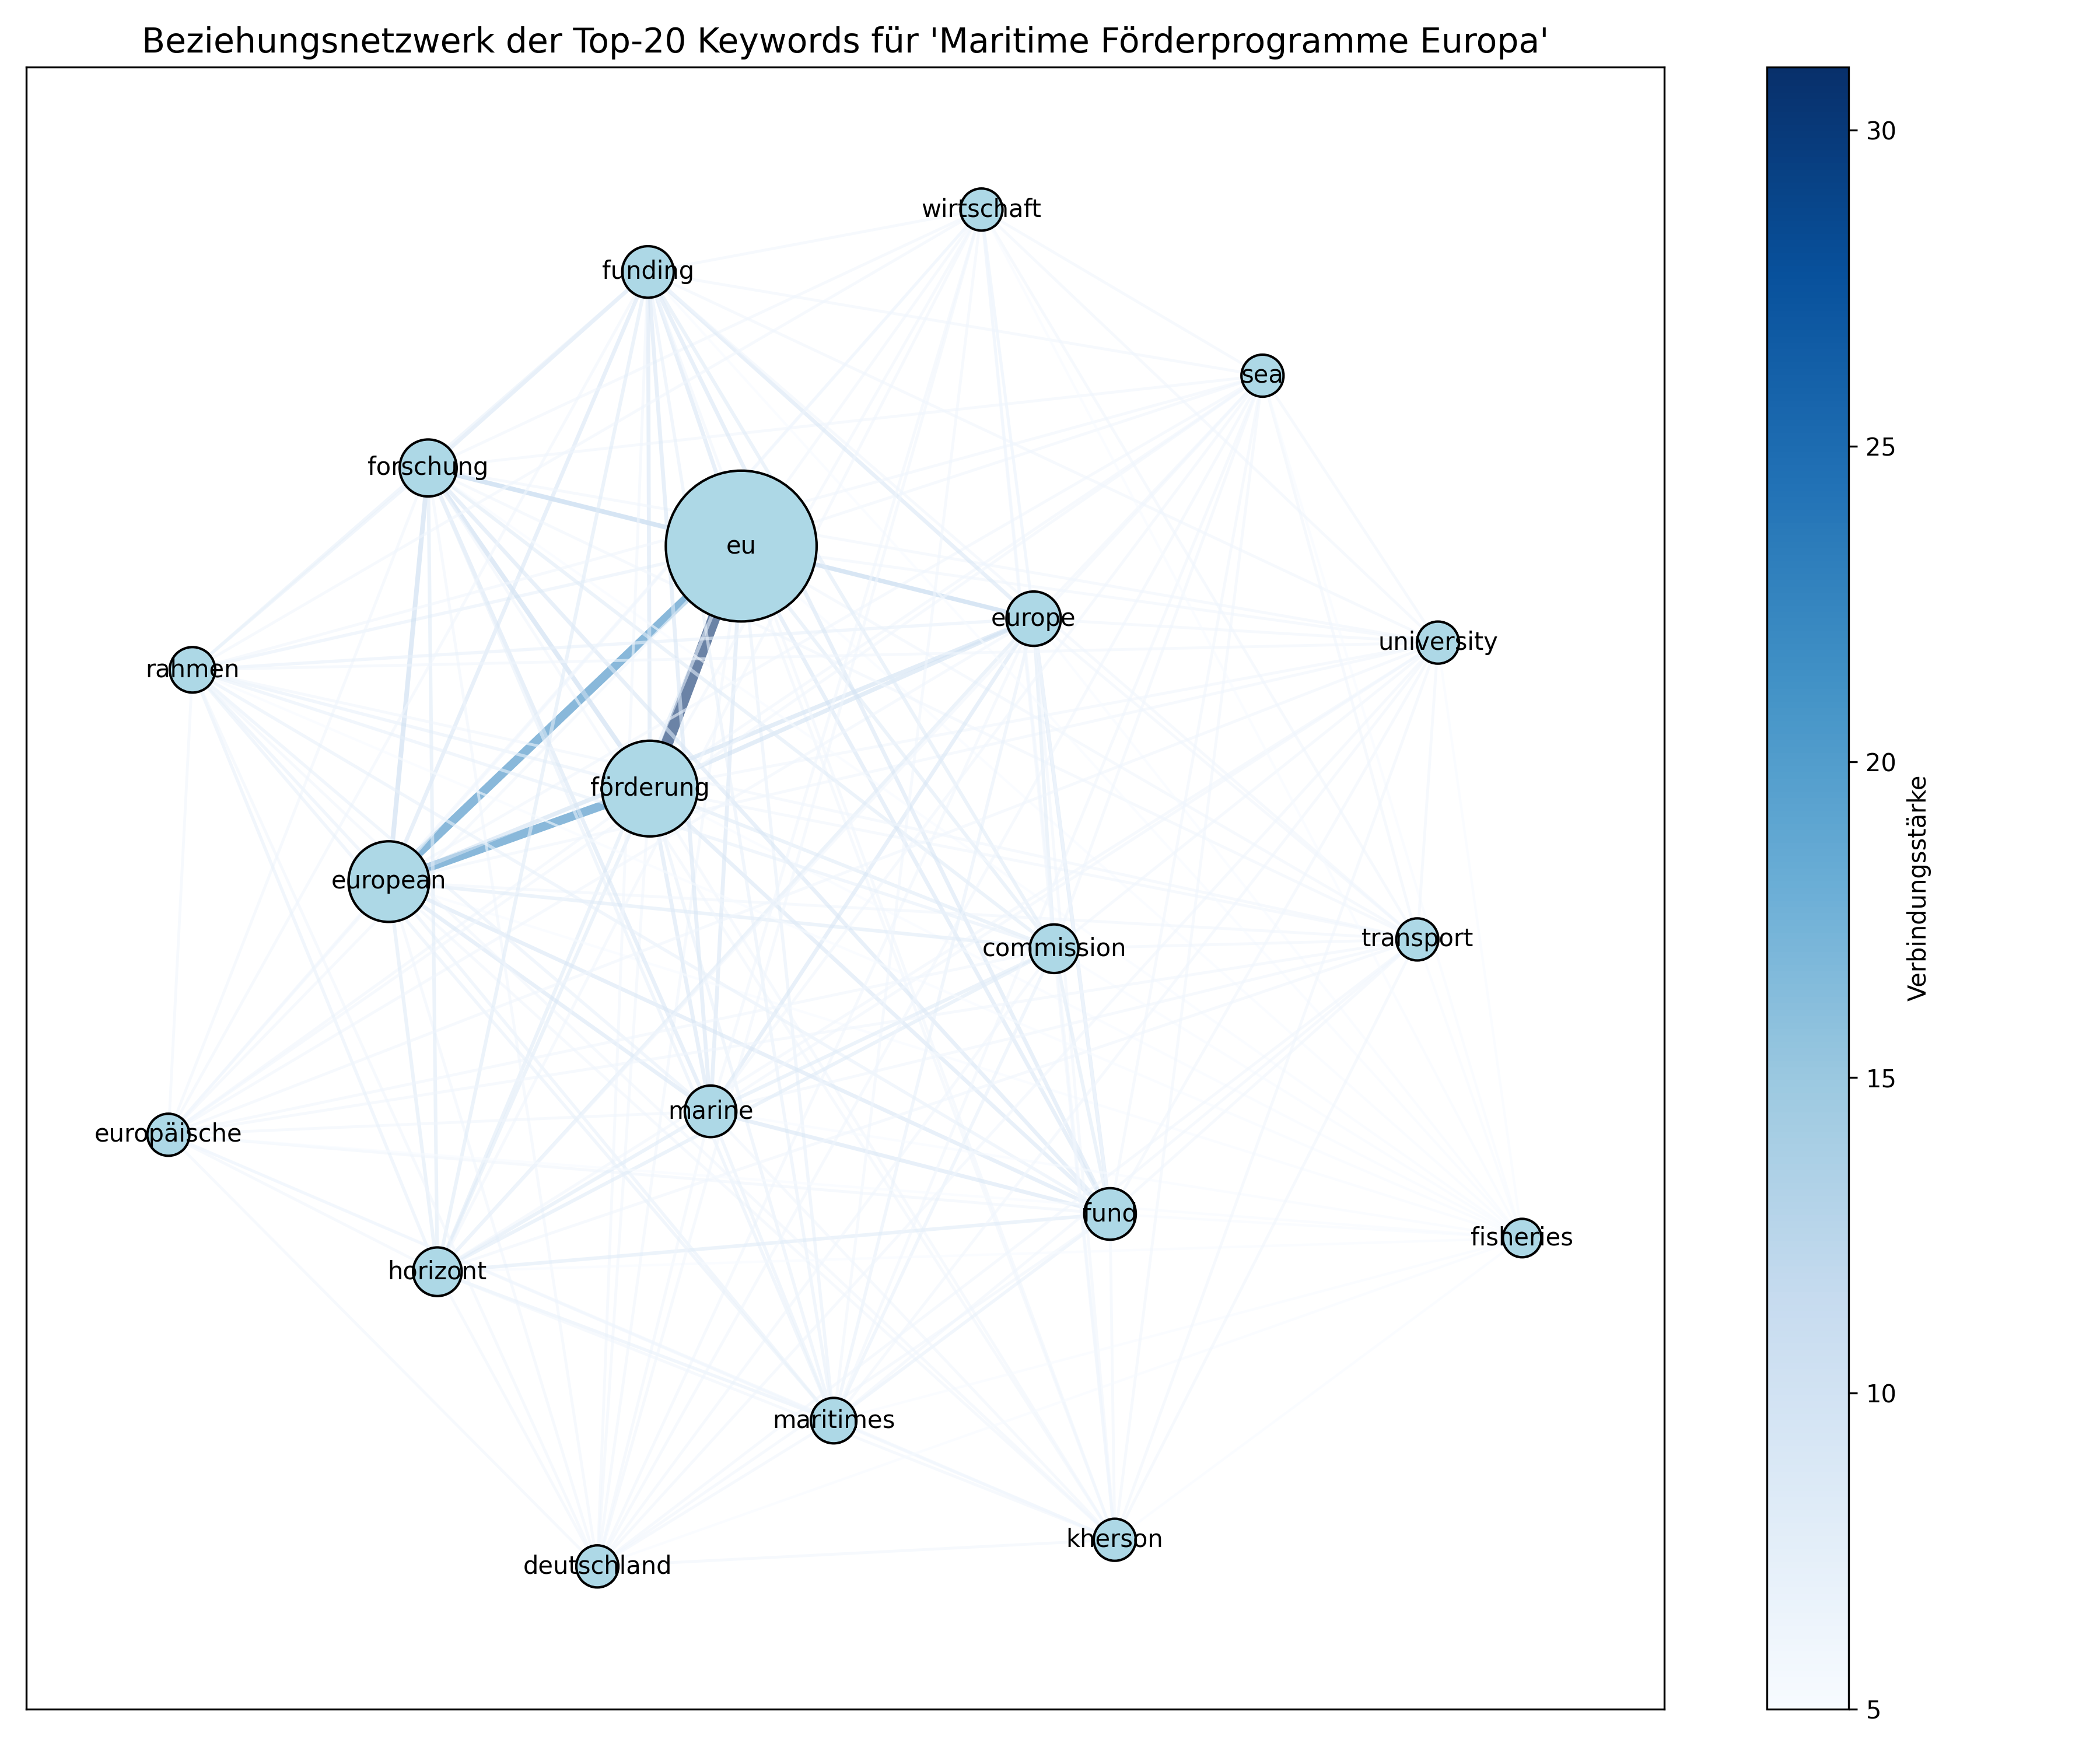 Beziehungsnetzwerk der Top-20 Keywords für 'Maritime Förderprogramme Europa'
wirtschaft
funding
sea
forschung
eu
europe
university
rahmen
förderung
european
commission
transport
marine
europäische
fund
fisheries
horizont
maritimes
kherson
deutschland
30
25
20
15
10
5
Verbindungsstärke